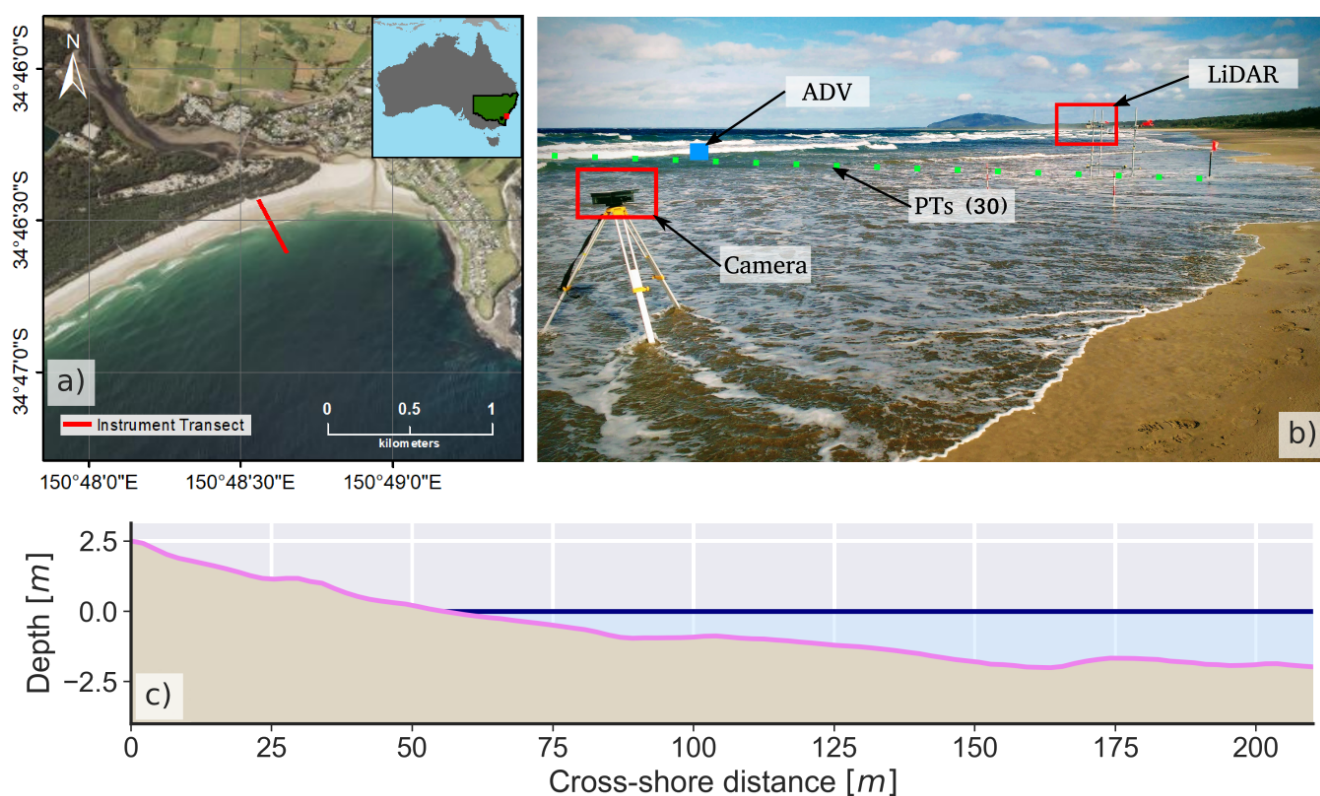 N
34°46'0"S
34°46'30"S
34°47'0"S
a)
Instrument Transect
0 0.5 1
kilometers
150°48'0"E 150°48'30"E 150°49'0"E
ADV
LiDAR
PTs (30)
Camera
b)
Depth [m]
2.5
0.0
−2.5
c)
0 25 50 75 100 125 150 175 200
Cross-shore distance [m]